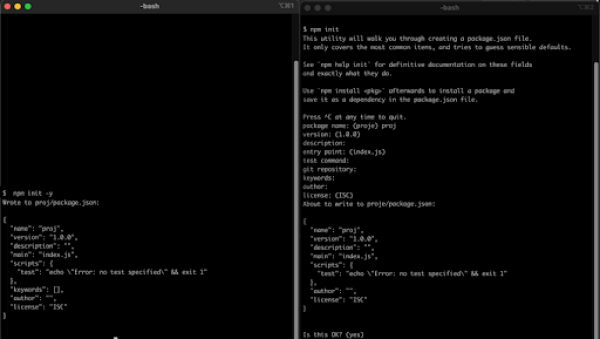 -bash
⌥⌘1
$ npm init -y
Wrote to proj/package.json:
{
"name": "proj",
"version": "1.0.0",
"description": "",
"main": "index.js",
"scripts": {
"test": "echo \"Error: no test specified\" && exit 1"
},
"keywords": [],
"author": "",
"license": "ISC"
}
-bash
⌥⌘2
$ npm init
This utility will walk you through creating a package.json file.
It only covers the most common items, and tries to guess sensible defaults.
See `npm help init` for definitive documentation on these fields
and exactly what they do.
Use `npm install <pkg>` afterwards to install a package and
save it as a dependency in the package.json file.
Press ^C at any time to quit.
package name: (proje) proj
version: (1.0.0)
description:
entry point: (index.js)
test command:
git repository:
keywords:
author:
license: (ISC)
About to write to proje/package.json:
{
"name": "proj",
"version": "1.0.0",
"description": "",
"main": "index.js",
"scripts": {
"test": "echo \"Error: no test specified\" && exit 1"
},
"author": "",
"license": "ISC"
}
Is this OK? (yes)